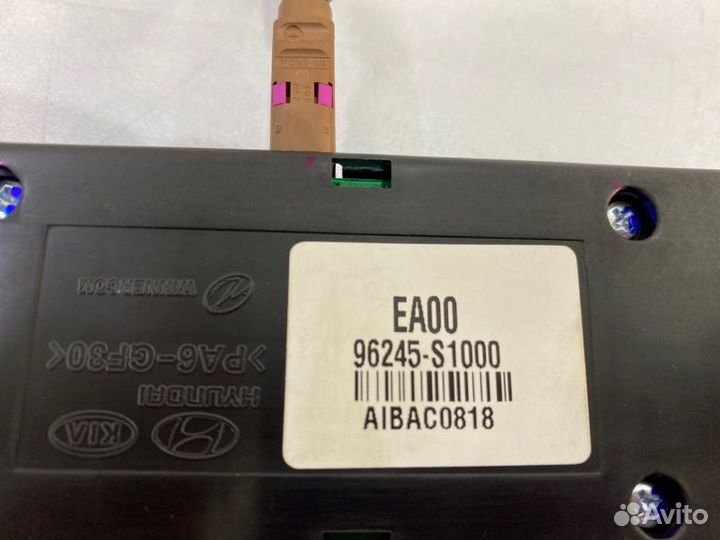 WINNERCOM
>PA6-GF30<
HYUNDAI
KIA
EA00
96245-S1000
AIBAC0818
Avito